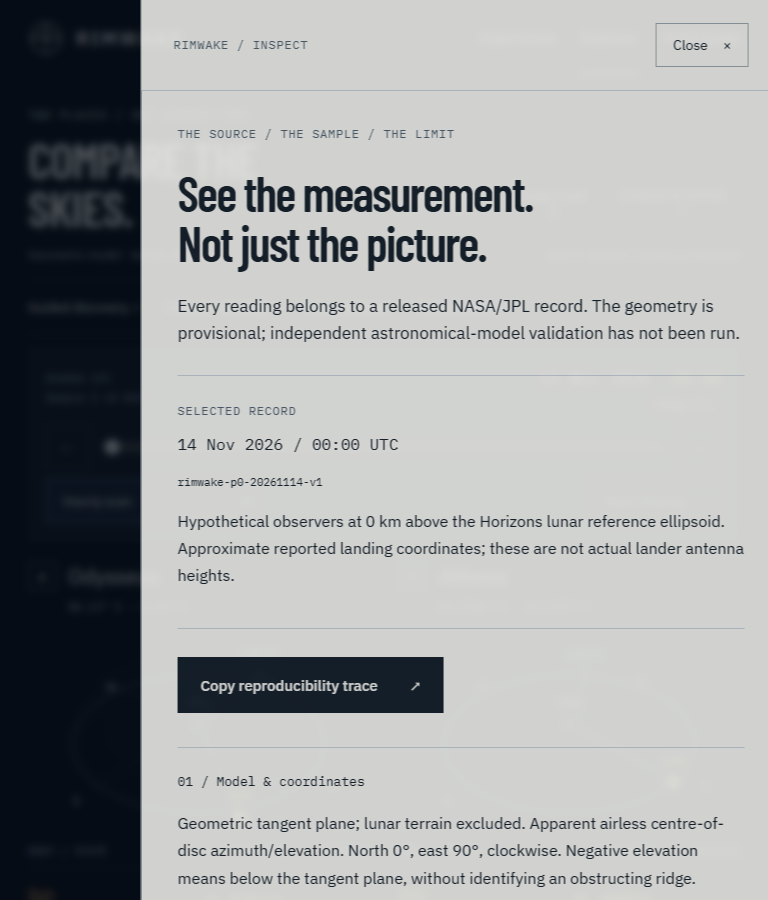 RIMWAKE / INSPECT
Close ×
THE SOURCE / THE SAMPLE / THE LIMIT
See the measurement.
Not just the picture.
Every reading belongs to a released NASA/JPL record. The geometry is
provisional; independent astronomical-model validation has not been run.
SELECTED RECORD
14 Nov 2026 / 00:00 UTC
rimwake-p0-20261114-v1
Hypothetical observers at 0 km above the Horizons lunar reference ellipsoid.
Approximate reported landing coordinates; these are not actual lander antenna
heights.
Copy reproducibility trace ↗
01 / Model & coordinates
Geometric tangent plane; lunar terrain excluded. Apparent airless centre-of-
disc azimuth/elevation. North 0°, east 90°, clockwise. Negative elevation
means below the tangent plane, without identifying an obstructing ridge.
COMPARE THE
SKIES.